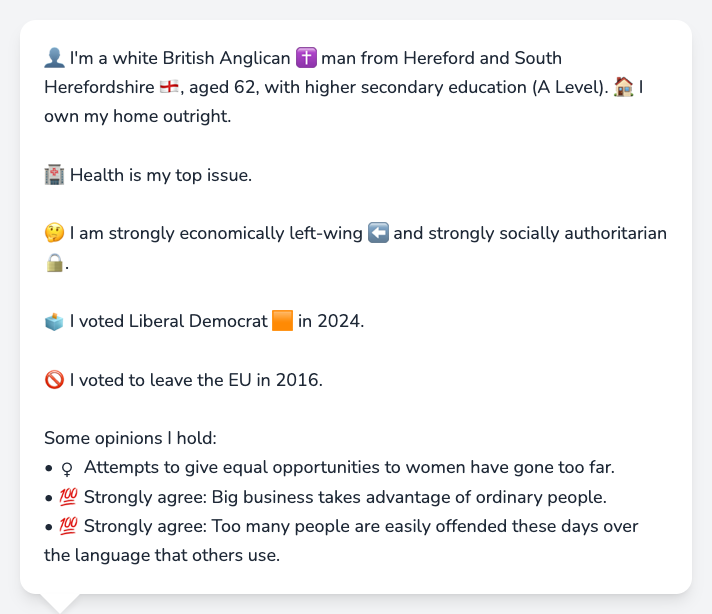 👤 I'm a white British Anglican ✝️ man from Hereford and South
Herefordshire 🏴󠁧󠁢󠁥󠁮󠁧󠁿, aged 62, with higher secondary education (A Level). 🏠 I
own my home outright.
🏥 Health is my top issue.
🤔 I am strongly economically left-wing ⬅️ and strongly socially authoritarian
🔒.
🗳️ I voted Liberal Democrat 🟧 in 2024.
🚫 I voted to leave the EU in 2016.
Some opinions I hold:
• ♀ Attempts to give equal opportunities to women have gone too far.
• 💯 Strongly agree: Big business takes advantage of ordinary people.
• 💯 Strongly agree: Too many people are easily offended these days over
the language that others use.